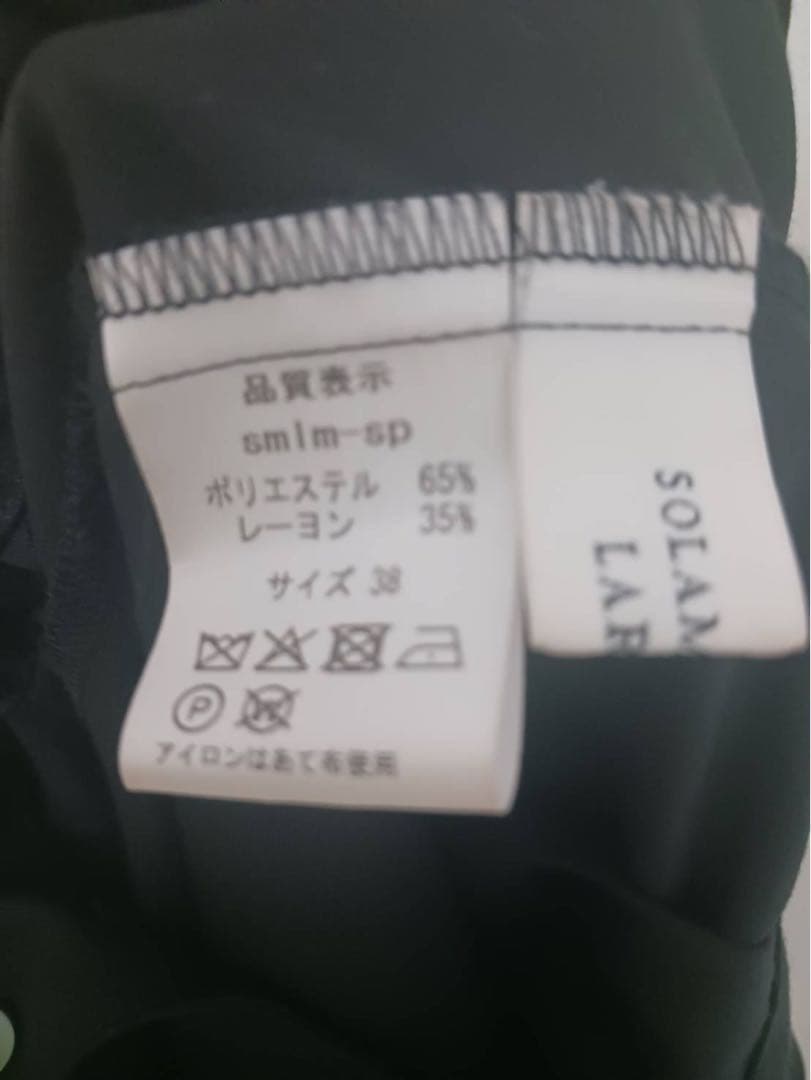 品質表示
smlm-sp
ポリエステル 65%
レーヨン 35%
サイズ 38
P
W
アイロンはあて布使用
SOLAM
LAR